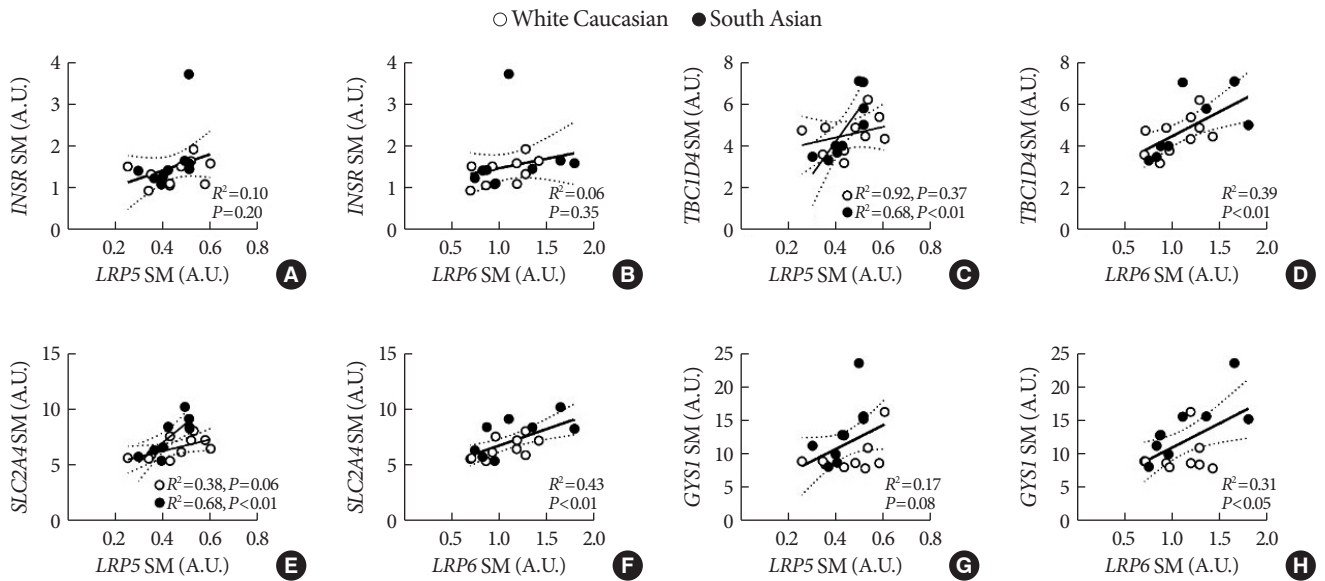 ○ White Caucasian ● South Asian
INSR SM (A.U.)
4
3
2
1
0
0.2 0.4 0.6 0.8
R²=0.10
P=0.20
LRP5 SM (A.U.)
A
INSR SM (A.U.)
4
3
2
1
0
0.5 1.0 1.5 2.0
R²=0.06
P=0.35
LRP6 SM (A.U.)
B
TBC1D4 SM (A.U.)
8
6
4
2
0
0.2 0.4 0.6 0.8
○ R²=0.92, P=0.37
● R²=0.68, P<0.01
LRP5 SM (A.U.)
C
TBC1D4 SM (A.U.)
8
6
4
2
0
0.5 1.0 1.5 2.0
R²=0.39
P<0.01
LRP6 SM (A.U.)
D
SLC2A4 SM (A.U.)
15
10
5
0
0.2 0.4 0.6 0.8
○ R²=0.38, P=0.06
● R²=0.68, P<0.01
LRP5 SM (A.U.)
E
SLC2A4 SM (A.U.)
15
10
5
0
0.5 1.0 1.5 2.0
R²=0.43
P<0.01
LRP6 SM (A.U.)
F
GYS1 SM (A.U.)
25
20
15
10
5
0
0.2 0.4 0.6 0.8
R²=0.17
P=0.08
LRP5 SM (A.U.)
G
GYS1 SM (A.U.)
25
20
15
10
5
0
0.5 1.0 1.5 2.0
R²=0.31
P<0.05
LRP6 SM (A.U.)
H